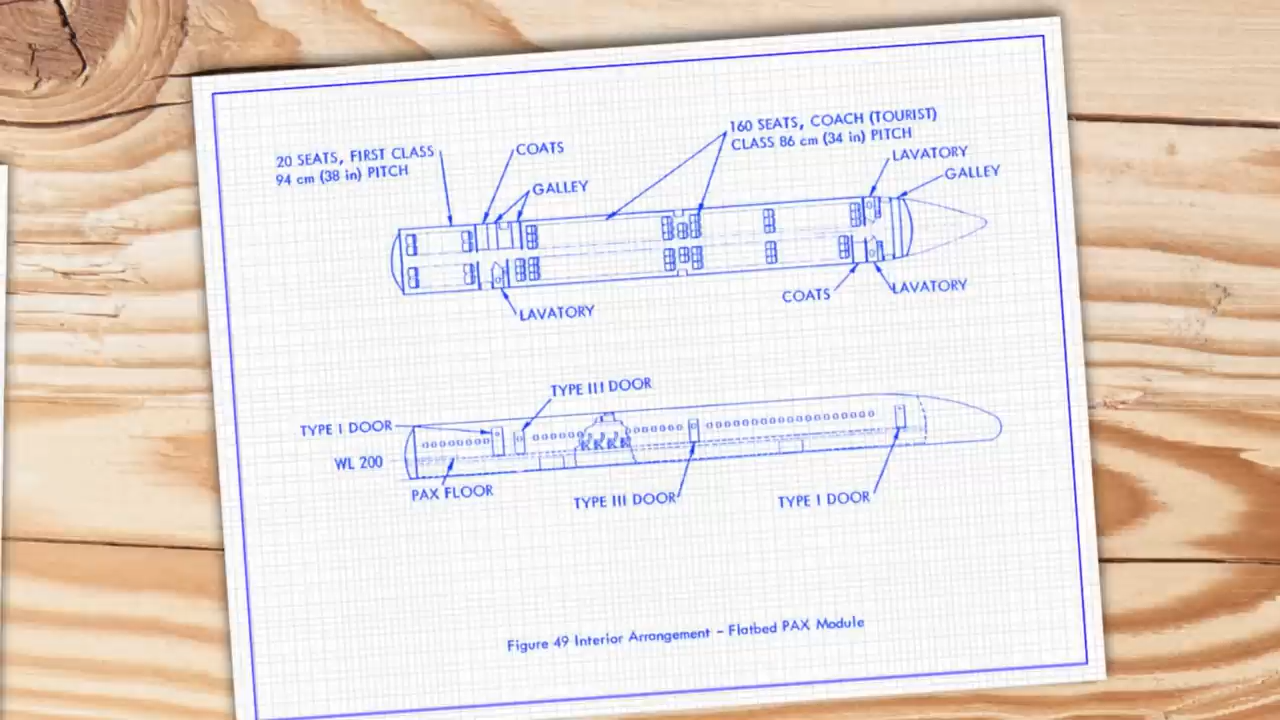 20 SEATS, FIRST CLASS
94 cm (38 in) PITCH
COATS
GALLEY
160 SEATS, COACH (TOURIST)
CLASS 86 cm (34 in) PITCH
LAVATORY
GALLEY
LAVATORY
COATS
LAVATORY
TYPE III DOOR
TYPE I DOOR
WL 200
PAX FLOOR
TYPE III DOOR
TYPE I DOOR
Figure 49 Interior Arrangement - Flatbed PAX Module